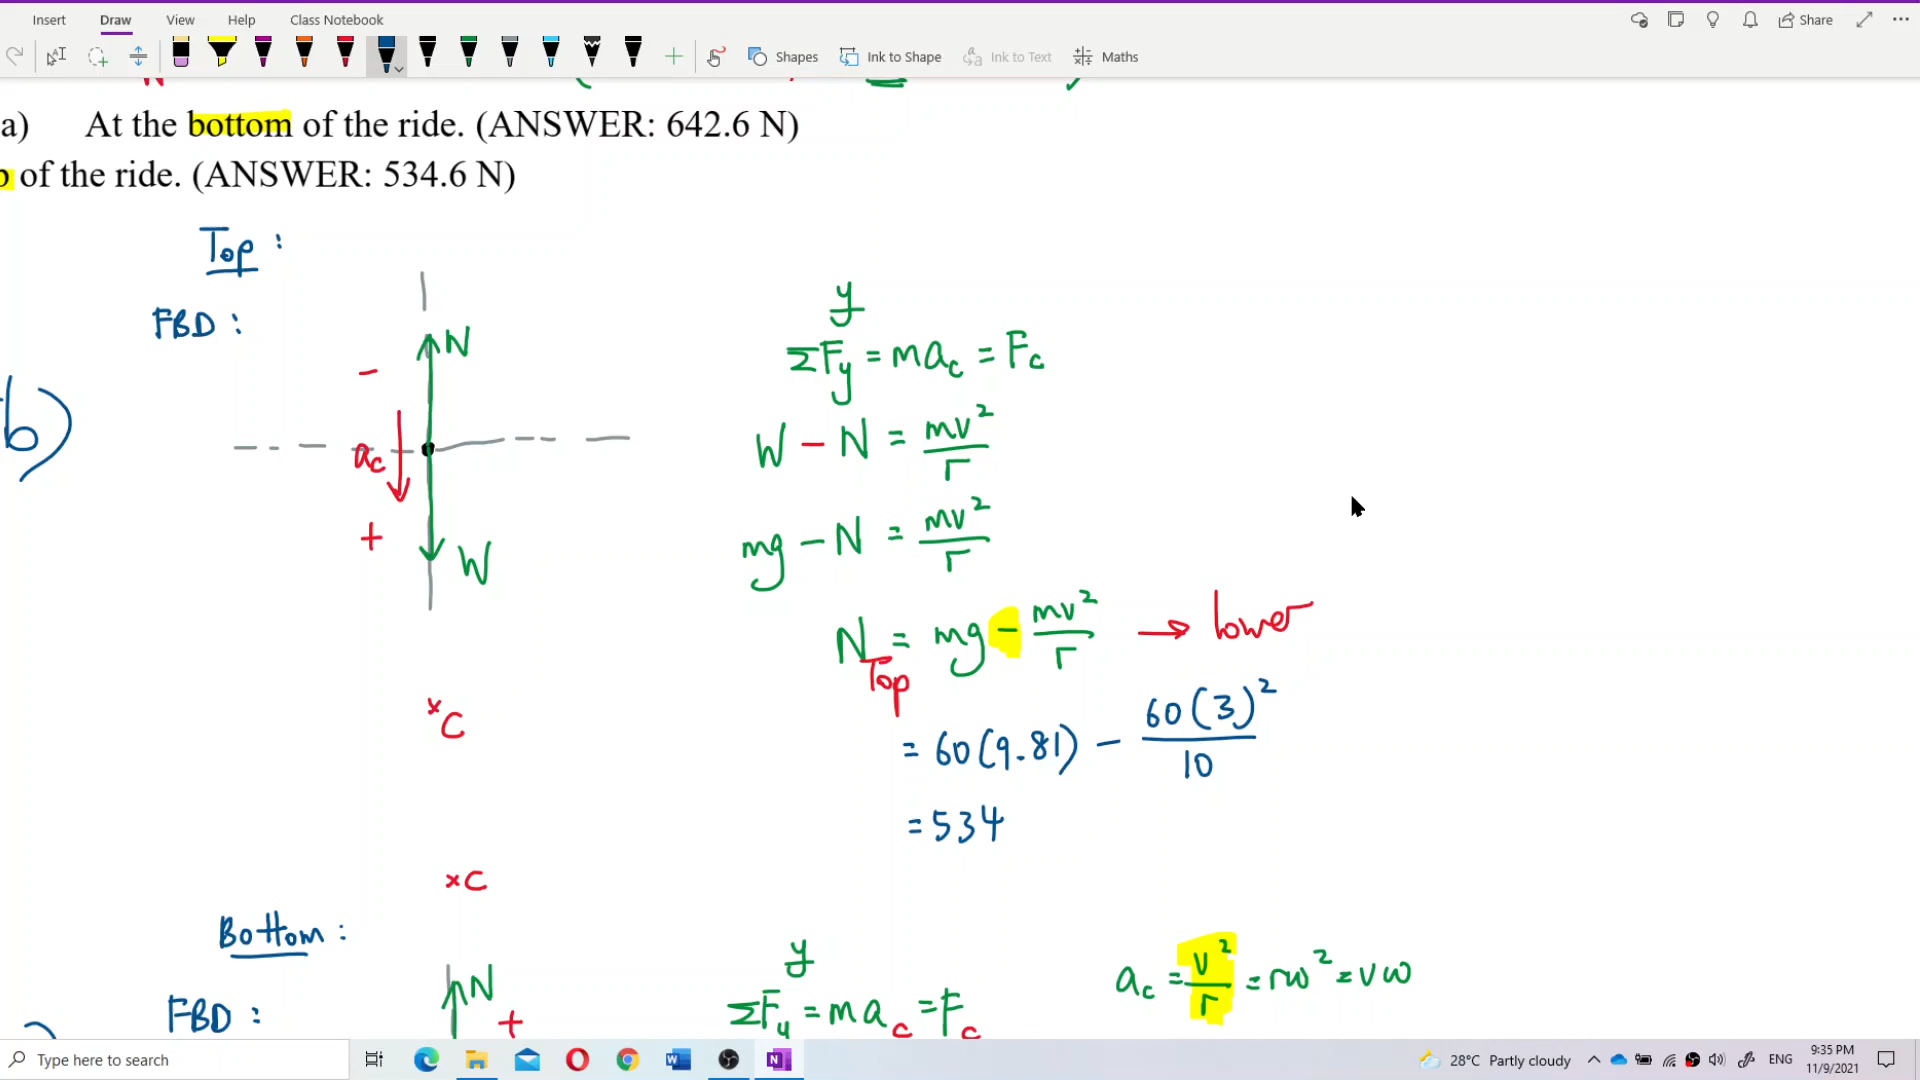 Insert Draw View Help Class Notebook Share
Shapes Ink to Shape Ink to Text Maths
a) At the bottom of the ride. (ANSWER: 642.6 N)
of the ride. (ANSWER: 534.6 N)
Top :
FBD :
N
-
ac
+
W
C
b)
y
ΣFy = mac = Fc
W - N = mv²/r
mg - N = mv²/r
N Top = mg - mv²/r → lower
= 60(9.81) - 60(3)²/10
= 534
C
Bottom :
FBD :
N
+
y
ΣFy = mac = Fc
ac = v²/r = rω² = vω
Type here to search
28°C Partly cloudy
ENG
9:35 PM
11/9/2021